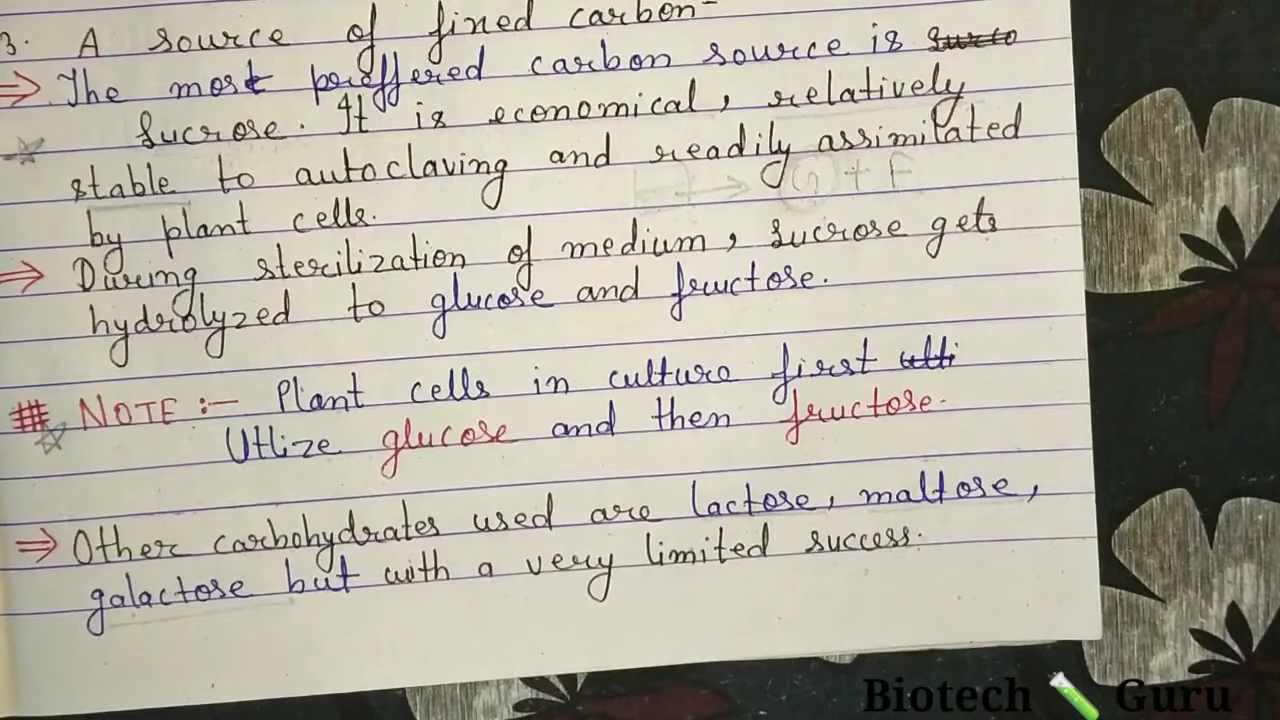 3. A source of fixed carbon-
⇒ The most preffered carbon source is
Sucrose. It is economical, relatively
stable to autoclaving and readily assimilated
G + F
by plant cells.
⇒ During sterilization of medium, sucrose gets
hydrolyzed to glucose and fructose.
# NOTE :- Plant cells in culture first
Utlize glucose and then fructose.
⇒ Other carbohydrates used are lactose, maltose,
galactose but with a very limited success.
Biotech Guru